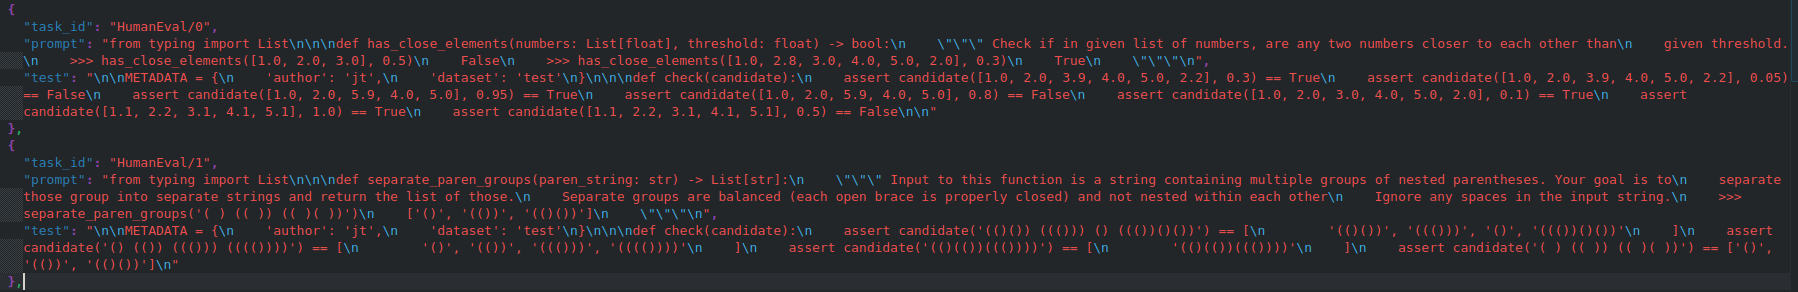 {
"task_id": "HumanEval/0",
"prompt": "from typing import List\n\n\ndef has_close_elements(numbers: List[float], threshold: float) -> bool:\n    \"\"\" Check if in given list of numbers, are any two numbers closer to each other than\n    given threshold.
\n    >>> has_close_elements([1.0, 2.0, 3.0], 0.5)\n    False\n    >>> has_close_elements([1.0, 2.8, 3.0, 4.0, 5.0, 2.0], 0.3)\n    True\n    \"\"\"\n",
"test": "\n\nMETADATA = {\n    'author': 'jt',\n    'dataset': 'test'\n}\n\n\ndef check(candidate):\n    assert candidate([1.0, 2.0, 3.9, 4.0, 5.0, 2.2], 0.3) == True\n    assert candidate([1.0, 2.0, 3.9, 4.0, 5.0, 2.2], 0.05)
== False\n    assert candidate([1.0, 2.0, 5.9, 4.0, 5.0], 0.95) == True\n    assert candidate([1.0, 2.0, 5.9, 4.0, 5.0], 0.8) == False\n    assert candidate([1.0, 2.0, 3.0, 4.0, 5.0, 2.0], 0.1) == True\n    assert
candidate([1.1, 2.2, 3.1, 4.1, 5.1], 1.0) == True\n    assert candidate([1.1, 2.2, 3.1, 4.1, 5.1], 0.5) == False\n\n"
},
{
"task_id": "HumanEval/1",
"prompt": "from typing import List\n\n\ndef separate_paren_groups(paren_string: str) -> List[str]:\n    \"\"\" Input to this function is a string containing multiple groups of nested parentheses. Your goal is to\n    separate
those group into separate strings and return the list of those.\n    Separate groups are balanced (each open brace is properly closed) and not nested within each other\n    Ignore any spaces in the input string.\n    >>>
separate_paren_groups('( ) (( )) (( )( ))')\n    ['()', '(())', '(()())']\n    \"\"\"\n",
"test": "\n\nMETADATA = {\n    'author': 'jt',\n    'dataset': 'test'\n}\n\n\ndef check(candidate):\n    assert candidate('(()()) ((())) () ((())()())') == [\n        '(()())', '((()))', '()', '((())()())'\n    ]\n    assert
candidate('() (()) ((())) (((())))') == [\n        '()', '(())', '((()))', '(((())))'\n    ]\n    assert candidate('(()(())((())))') == [\n        '(()(())((())))'\n    ]\n    assert candidate('( ) (( )) (( )( ))') == ['()',
'(())', '(()())']\n"
},